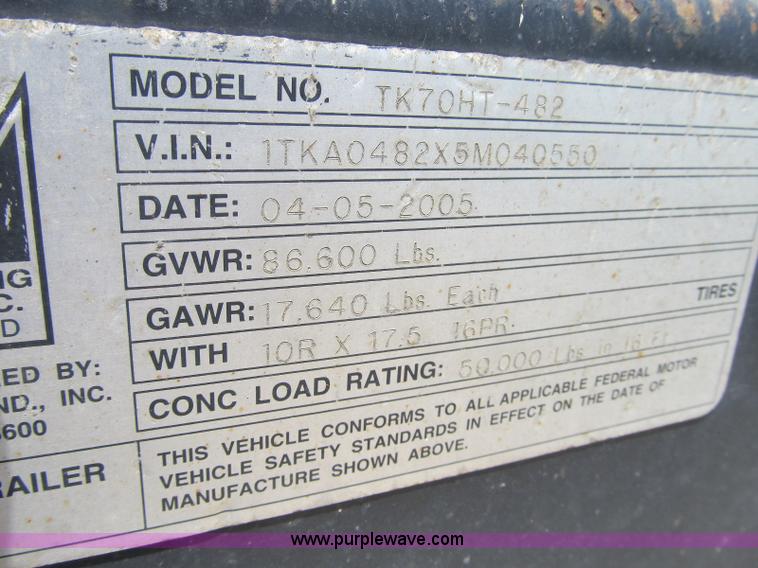 MODEL NO. TK70HT-482
V.I.N.: 1TKA0482X5M040550
DATE: 04-05-2005
GVWR: 86,600 Lbs.
GAWR: 17,640 Lbs. Each
WITH 10R X 17.5 16PR. TIRES
CONC LOAD RATING: 50,000 Lbs in 16 Ft
THIS VEHICLE CONFORMS TO ALL APPLICABLE FEDERAL MOTOR
VEHICLE SAFETY STANDARDS IN EFFECT ON THE DATE OF
MANUFACTURE SHOWN ABOVE.
NG
C.
D
ED BY:
ND., INC.
600
RAILER
www.purplewave.com